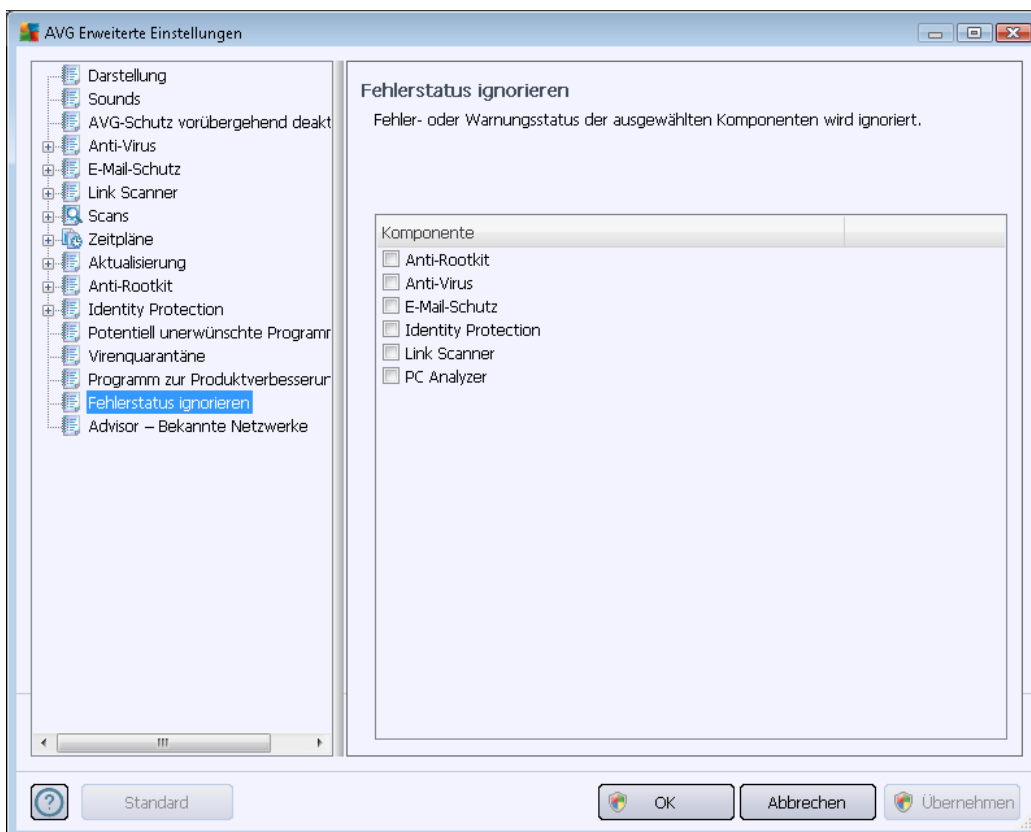 AVG Erweiterte Einstellungen
Darstellung
Sounds
AVG-Schutz vorübergehend deakt
Anti-Virus
E-Mail-Schutz
Link Scanner
Scans
Zeitpläne
Aktualisierung
Anti-Rootkit
Identity Protection
Potentiell unerwünschte Programr
Virenquarantäne
Programm zur Produktverbesserur
Fehlerstatus ignorieren
Advisor – Bekannte Netzwerke
Fehlerstatus ignorieren
Fehler- oder Warnungsstatus der ausgewählten Komponenten wird ignoriert.
Komponente
Anti-Rootkit
Anti-Virus
E-Mail-Schutz
Identity Protection
Link Scanner
PC Analyzer
Standard
OK
Abbrechen
Übernehmen